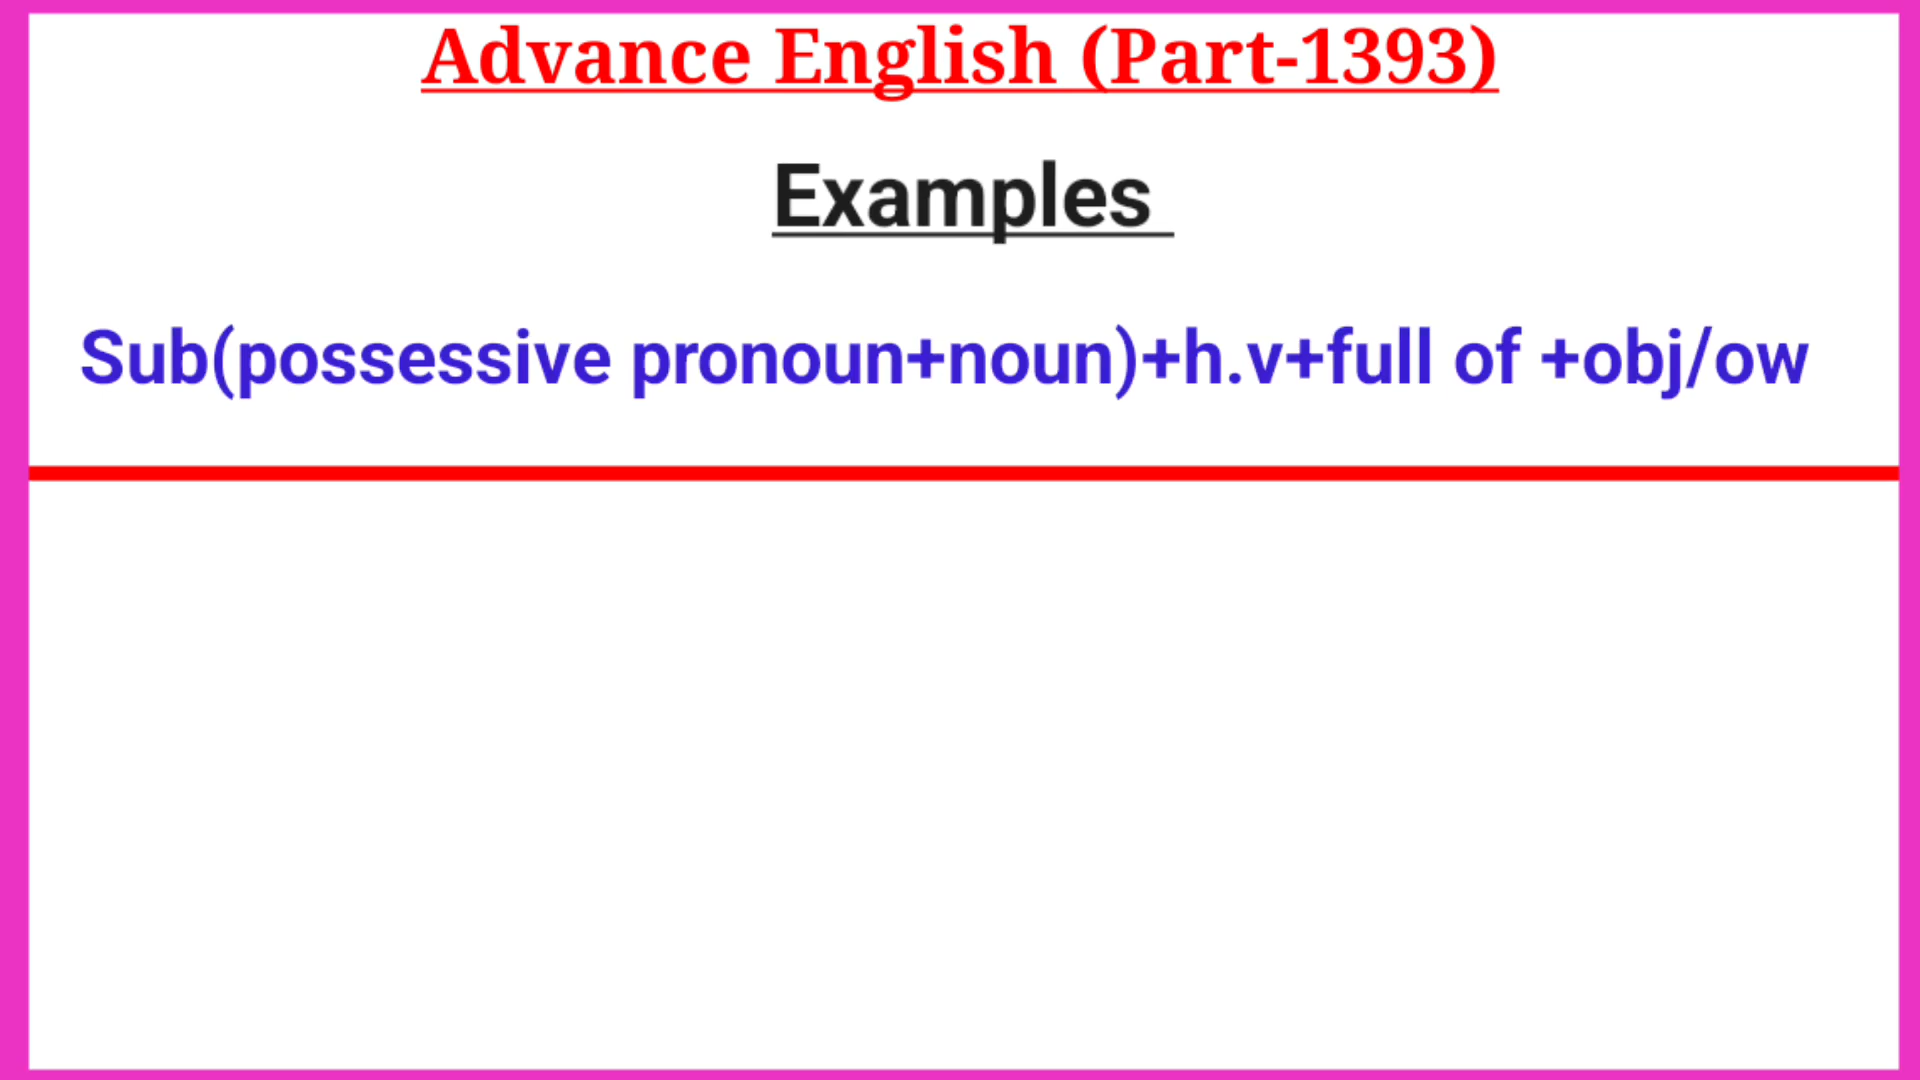 Advance English (Part-1393)
Examples
Sub(possessive pronoun+noun)+h.v+full of +obj/ow